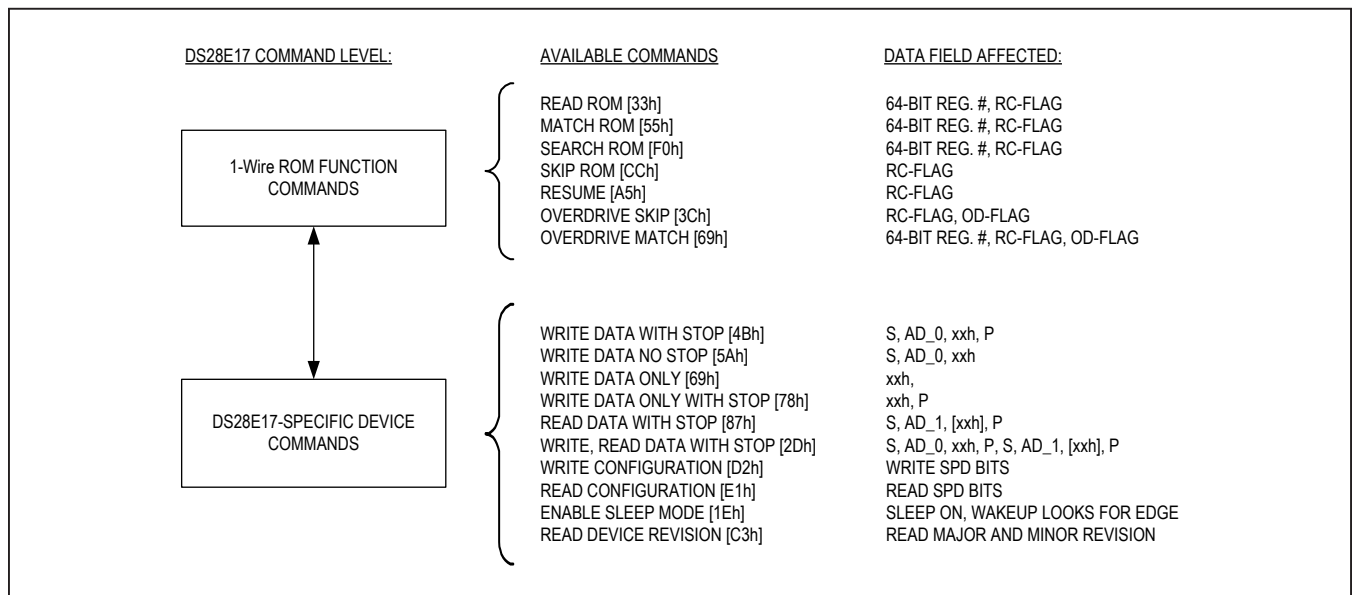 DS28E17 COMMAND LEVEL: AVAILABLE COMMANDS DATA FIELD AFFECTED:
1-Wire ROM FUNCTION
COMMANDS
READ ROM [33h] 64-BIT REG. #, RC-FLAG
MATCH ROM [55h] 64-BIT REG. #, RC-FLAG
SEARCH ROM [F0h] 64-BIT REG. #, RC-FLAG
SKIP ROM [CCh] RC-FLAG
RESUME [A5h] RC-FLAG
OVERDRIVE SKIP [3Ch] RC-FLAG, OD-FLAG
OVERDRIVE MATCH [69h] 64-BIT REG. #, RC-FLAG, OD-FLAG
DS28E17-SPECIFIC DEVICE
COMMANDS
WRITE DATA WITH STOP [4Bh] S, AD_0, xxh, P
WRITE DATA NO STOP [5Ah] S, AD_0, xxh
WRITE DATA ONLY [69h] xxh,
WRITE DATA ONLY WITH STOP [78h] xxh, P
READ DATA WITH STOP [87h] S, AD_1, [xxh], P
WRITE, READ DATA WITH STOP [2Dh] S, AD_0, xxh, P, S, AD_1, [xxh], P
WRITE CONFIGURATION [D2h] WRITE SPD BITS
READ CONFIGURATION [E1h] READ SPD BITS
ENABLE SLEEP MODE [1Eh] SLEEP ON, WAKEUP LOOKS FOR EDGE
READ DEVICE REVISION [C3h] READ MAJOR AND MINOR REVISION